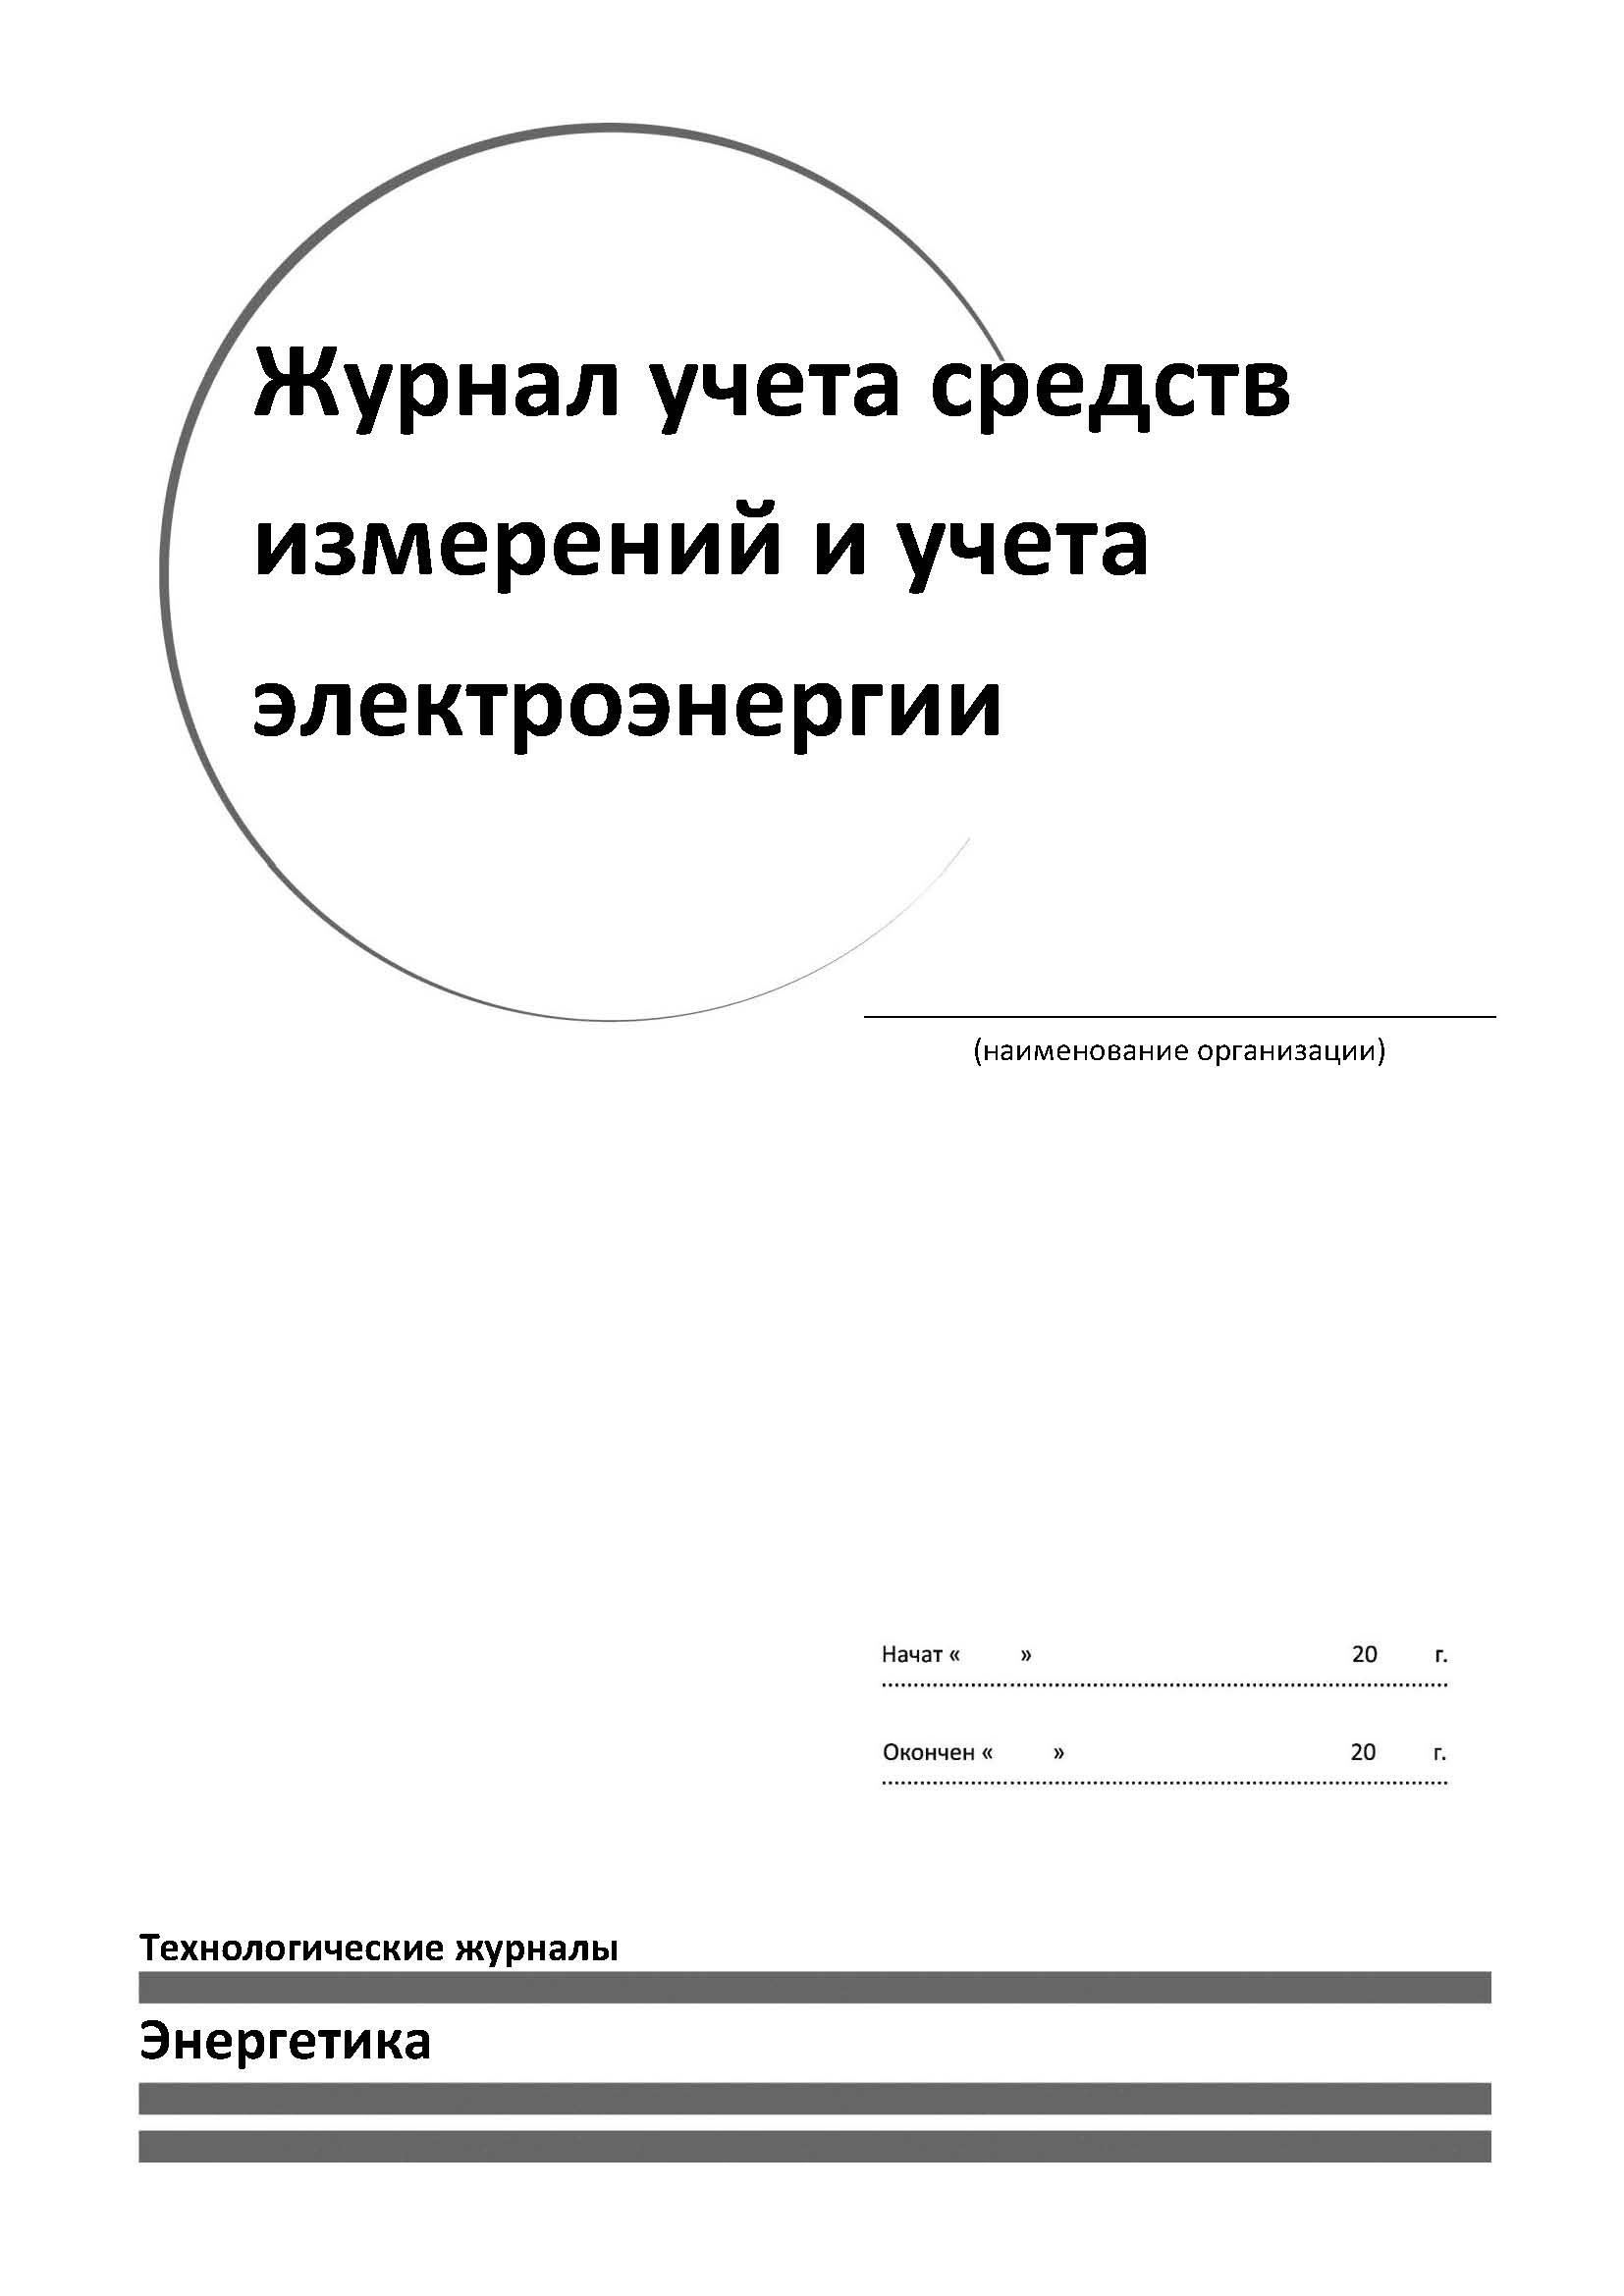 Журнал учета средств
измерений и учета
электроэнергии
(наименование организации)
Начат « » 20 г.
Окончен « » 20 г.
Технологические журналы
Энергетика